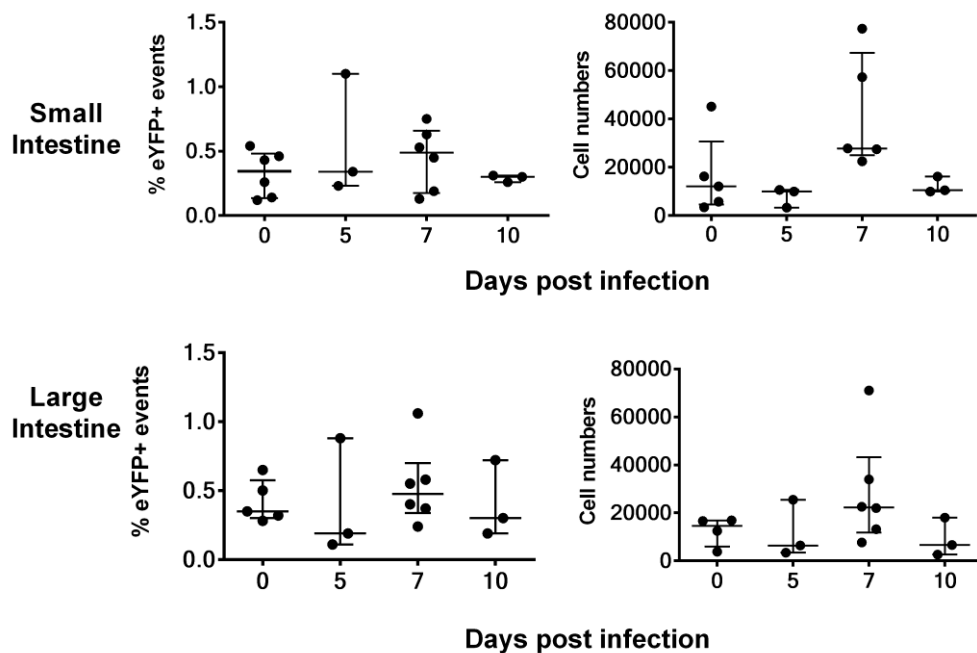 Small
Intestine
% eYFP+ events
1.5
1.0
0.5
0.0
0 5 7 10
Cell numbers
80000
60000
40000
20000
0
0 5 7 10
Days post infection
Large
Intestine
% eYFP+ events
1.5
1.0
0.5
0.0
0 5 7 10
Cell numbers
80000
60000
40000
20000
0
0 5 7 10
Days post infection